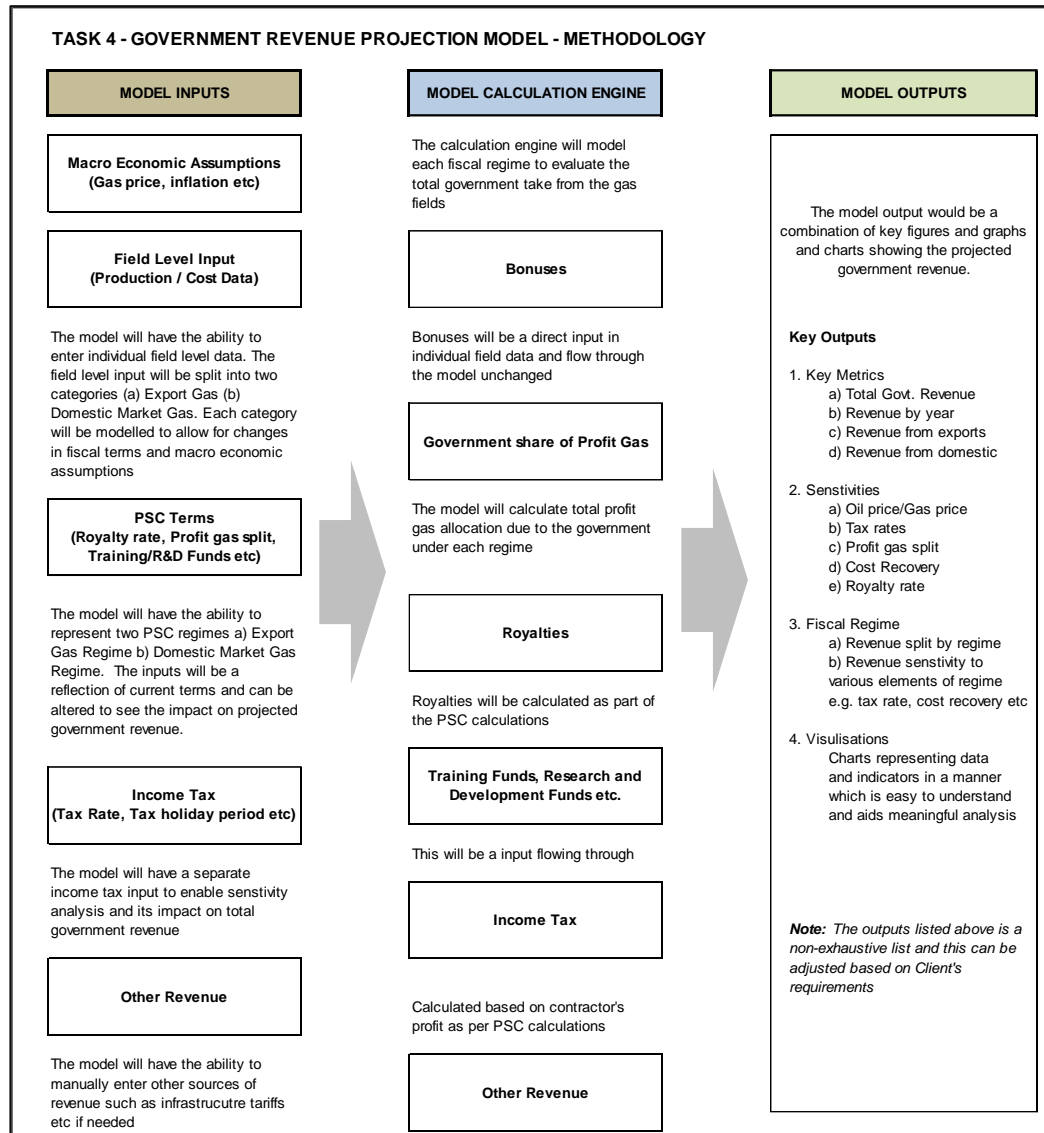 TASK 4 - GOVERNMENT REVENUE PROJECTION MODEL - METHODOLOGY
MODEL INPUTS
Macro Economic Assumptions
(Gas price, inflation etc)
Field Level Input
(Production / Cost Data)
The model will have the ability to
enter individual field level data. The
field level input will be split into two
categories (a) Export Gas (b)
Domestic Market Gas. Each category
will be modelled to allow for changes
in fiscal terms and macro economic
assumptions
PSC Terms
(Royalty rate, Profit gas split,
Training/R&D Funds etc)
The model will have the ability to
represent two PSC regimes a) Export
Gas Regime b) Domestic Market Gas
Regime. The inputs will be a
reflection of current terms and can be
altered to see the impact on projected
government revenue.
Income Tax
(Tax Rate, Tax holiday period etc)
The model will have a separate
income tax input to enable senstivity
analysis and its impact on total
government revenue
Other Revenue
The model will have the ability to
manually enter other sources of
revenue such as infrastrucutre tariffs
etc if needed
MODEL CALCULATION ENGINE
The calculation engine will model
each fiscal regime to evaluate the
total government take from the gas
fields
Bonuses
Bonuses will be a direct input in
individual field data and flow through
the model unchanged
Government share of Profit Gas
The model will calculate total profit
gas allocation due to the government
under each regime
Royalties
Royalties will be calculated as part of
the PSC calculations
Training Funds, Research and
Development Funds etc.
This will be a input flowing through
Income Tax
Calculated based on contractor's
profit as per PSC calculations
Other Revenue
MODEL OUTPUTS
The model output would be a
combination of key figures and graphs
and charts showing the projected
government revenue.
Key Outputs
1. Key Metrics
a) Total Govt. Revenue
b) Revenue by year
c) Revenue from exports
d) Revenue from domestic
2. Senstivities
a) Oil price/Gas price
b) Tax rates
c) Profit gas split
d) Cost Recovery
e) Royalty rate
3. Fiscal Regime
a) Revenue split by regime
b) Revenue senstivity to
various elements of regime
e.g. tax rate, cost recovery etc
4. Visulisations
Charts representing data
and indicators in a manner
which is easy to understand
and aids meaningful analysis
Note: The outputs listed above is a
non-exhaustive list and this can be
adjusted based on Client's
requirements